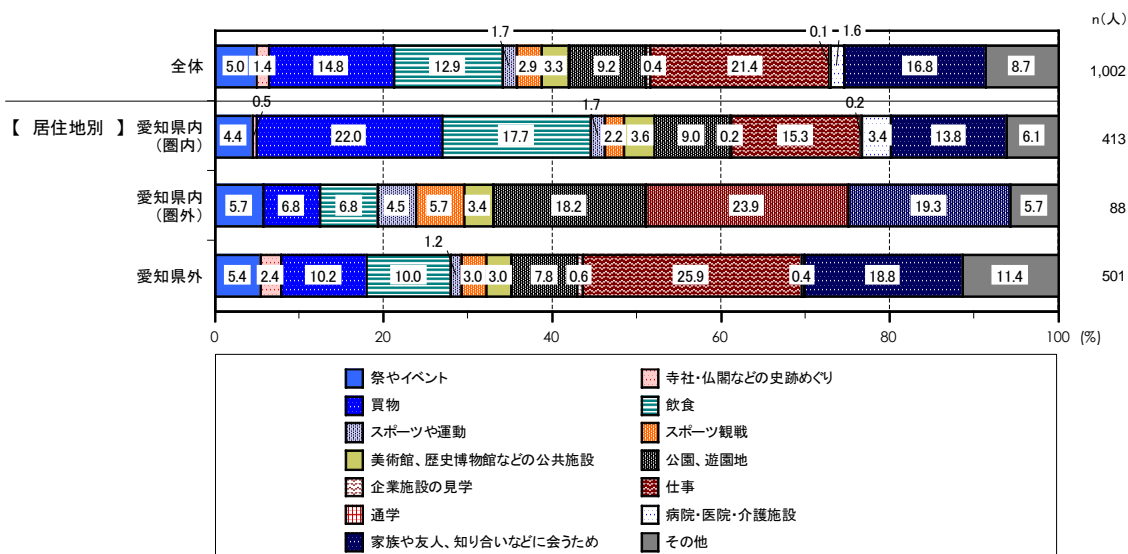 n(人)
1.7 0.1 1.6
全体 5.0 1.4 14.8 12.9 2.9 3.3 9.2 0.4 21.4 16.8 8.7 1,002
0.5 1.7 0.2
【 居住地別 】 愛知県内
(圏内) 4.4 22.0 17.7 2.2 3.6 9.0 0.2 15.3 3.4 13.8 6.1 413
愛知県内
(圏外) 5.7 6.8 6.8 4.5 5.7 3.4 18.2 23.9 19.3 5.7 88
1.2
愛知県外 5.4 2.4 10.2 10.0 3.0 3.0 7.8 0.6 25.9 0.4 18.8 11.4 501
0 20 40 60 80 100 (%)
祭やイベント 寺社・仏閣などの史跡めぐり
買物 飲食
スポーツや運動 スポーツ観戦
美術館、歴史博物館などの公共施設 公園、遊園地
企業施設の見学 仕事
通学 病院・医院・介護施設
家族や友人、知り合いなどに会うため その他